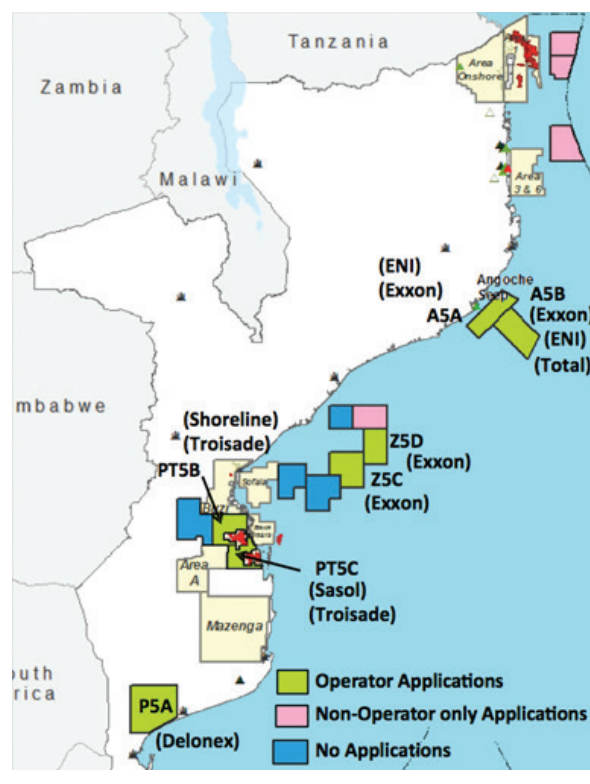 Tanzania
Area
Onshore
Zambia
Malawi
Area
3 & 6
(ENI)
(Exxon)
Angoche
Seep
A5A
A5B
(Exxon)
(ENI)
(Total)
mbabwe
(Shoreline)
(Troisade)
PT5B
Sofala
Z5D
(Exxon)
Z5C
(Exxon)
Buzi
PT5C
(Sasol)
(Troisade)
Area
A
Mazenga
outh
rica
P5A
(Delonex)
Operator Applications
Non-Operator only Applications
No Applications